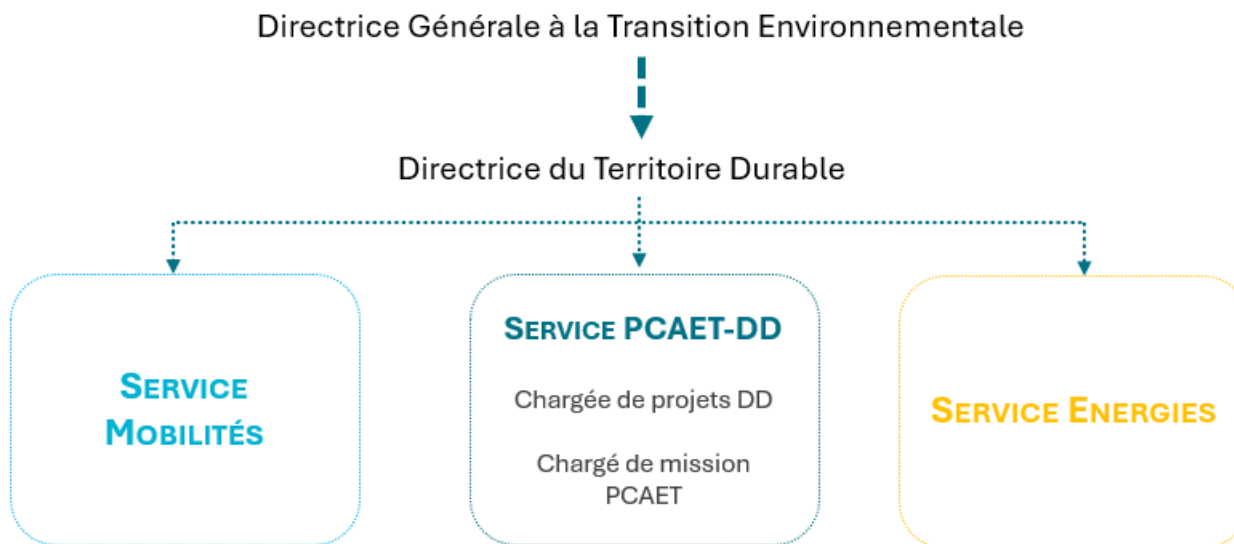 Directrice Générale à la Transition Environnementale
Directrice du Territoire Durable
SERVICE
MOBILITÉS
SERVICE PCAET-DD
Chargée de projets DD
Chargé de mission
PCAET
SERVICE ENERGIES